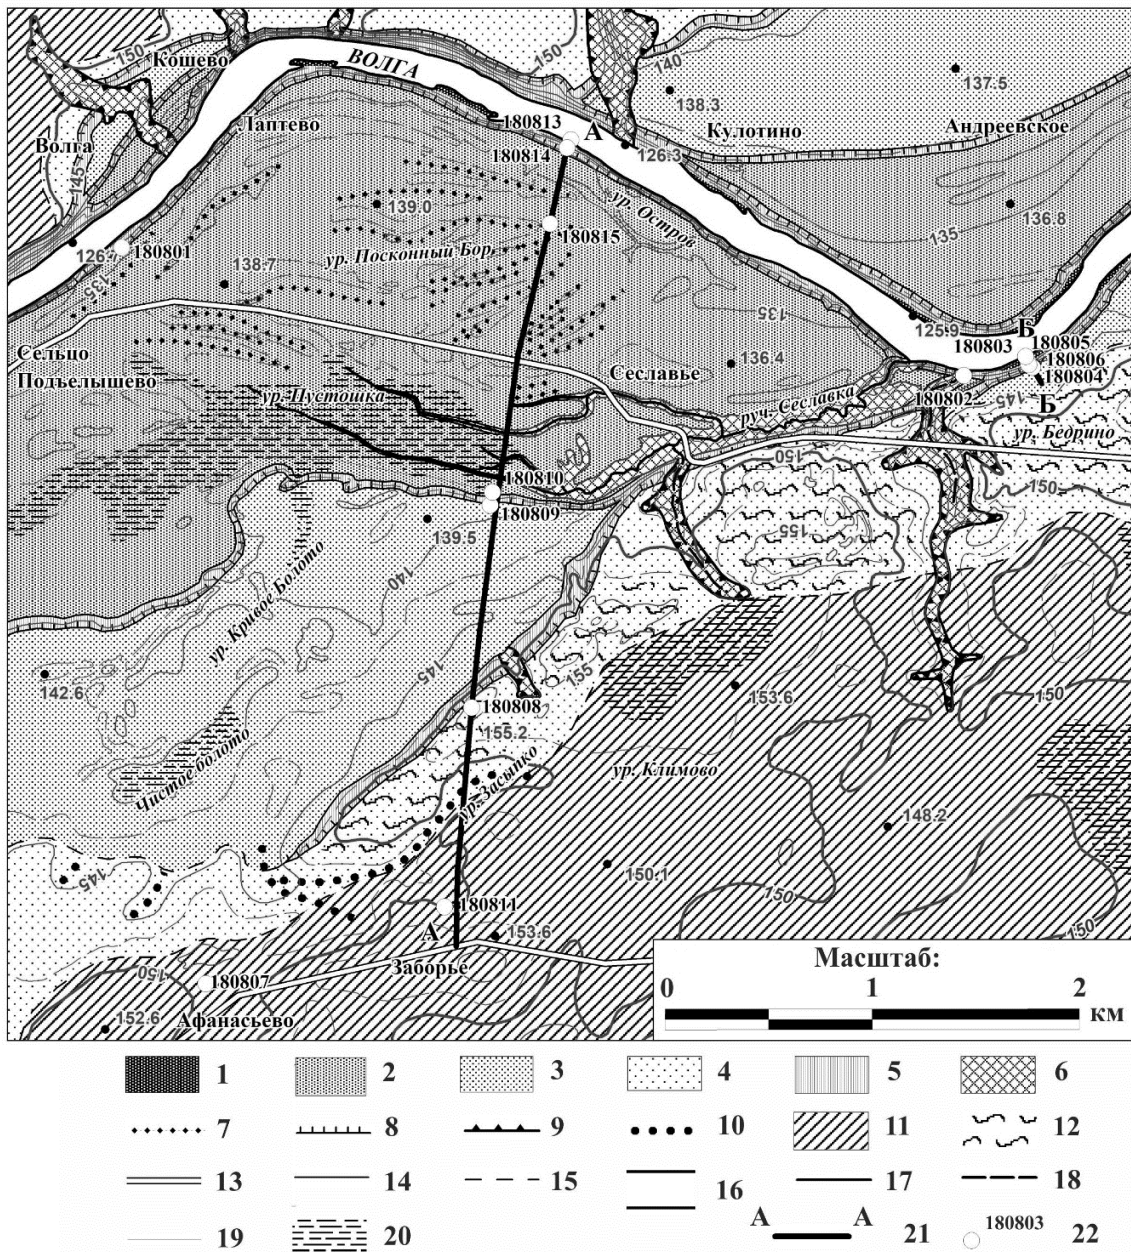 150
140
137.5
Кошево
ВОЛГА
138.3
Лаптево
180813
А
Кулотино
Андреевское
Волга
180814
126.3
145
139.0
ур. Остров
136.8
180801
180815
135
126.
ур. Посконный Бор
138.7
135
135
125.9
Б
180805
Сельцо
180803
180806
Подъелышево
136.4
180804
Сеславье
ур. Пустошка
руч. Сеславка
180802
145
Б
ур. Бедрино
150
180810
150
180809
139.5
155
140
ур. Кривое Болото
142.6
145
155
153.6
150
180808
155.2
Чистое болото
ур. Засыпко
ур. Климово
148.2
145
150.1
150
180811
А
153.6
150
150
180807
Заборье
Афанасьево
152.6
Масштаб:
0 1 2
км
1 2 3 4 5 6
7 8 9 10 11 12
13 14 15 16 17 18
А А 180803
19 20 21 22